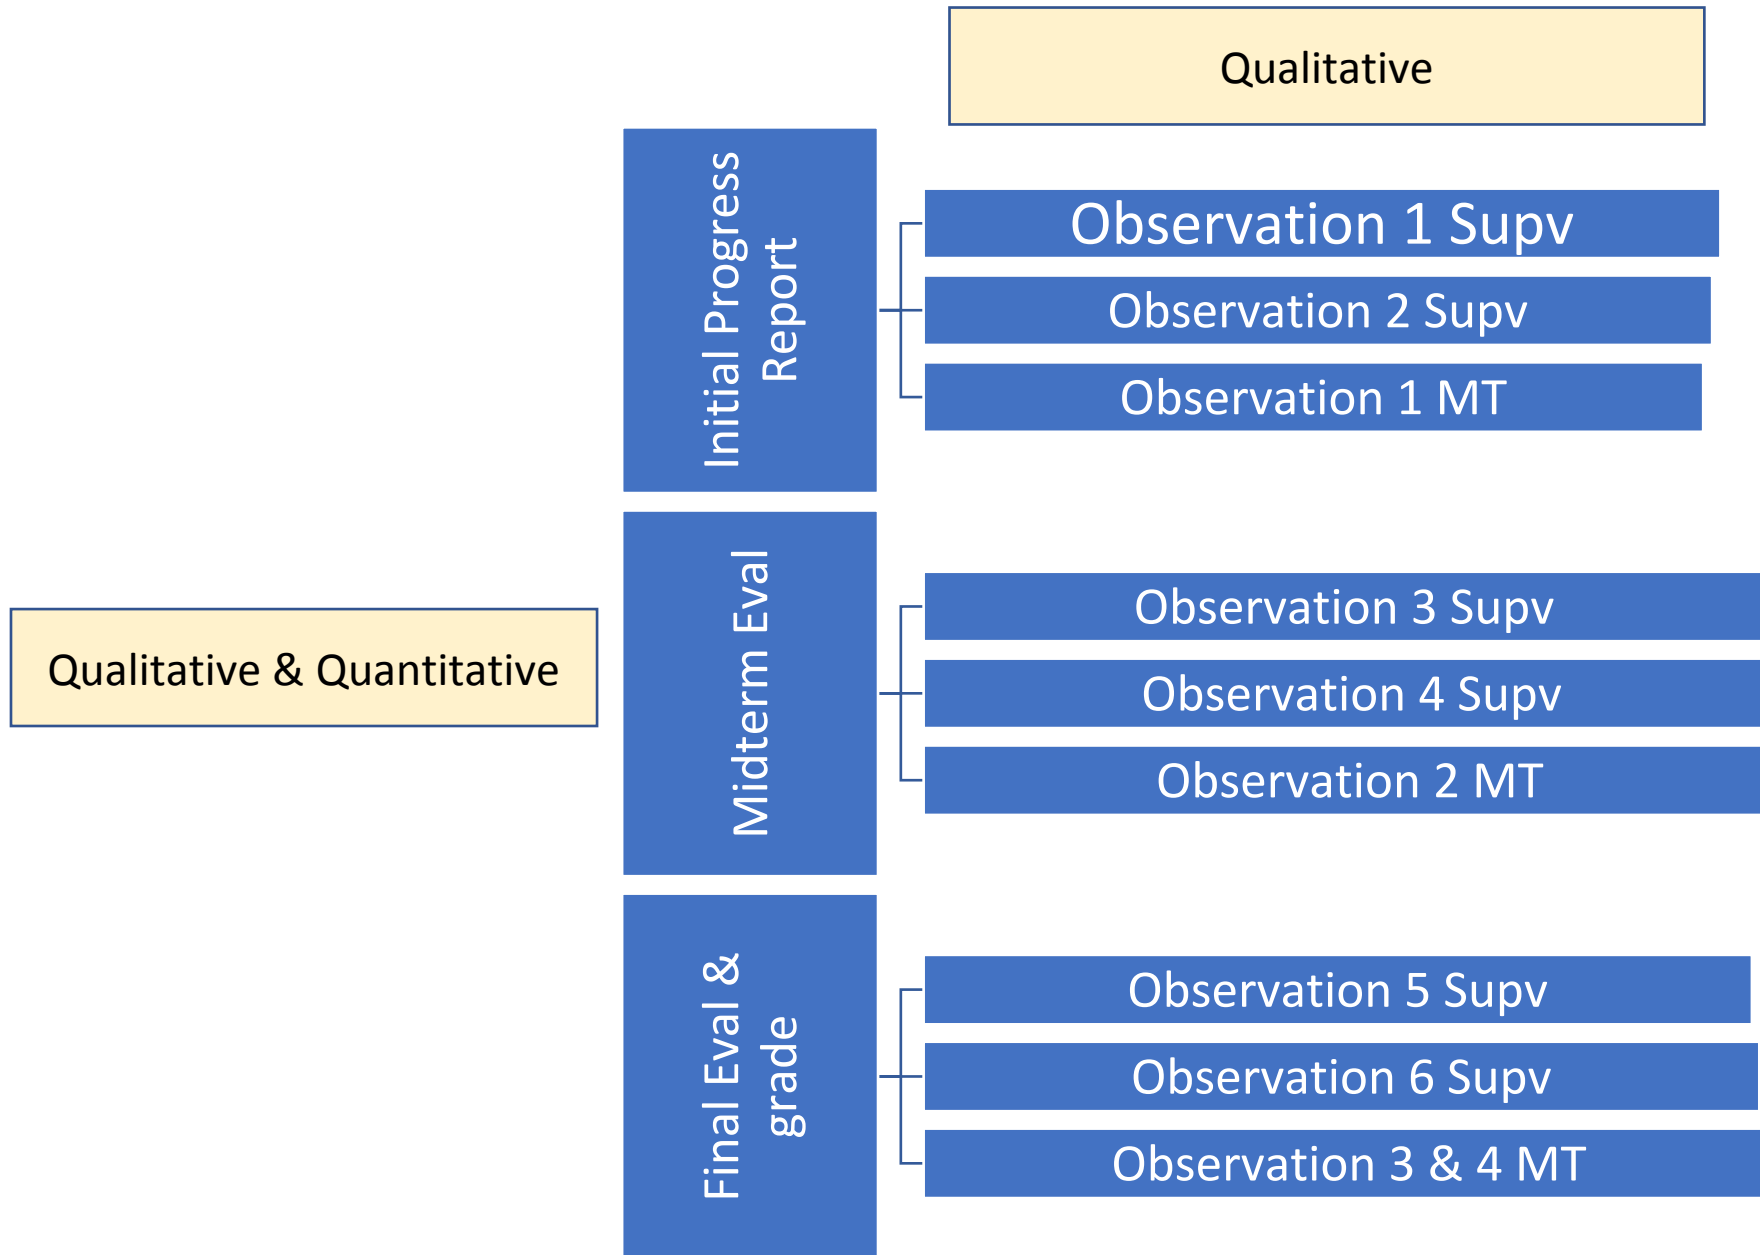 Qualitative
Initial Progress
Report
Observation 1 Supv
Observation 2 Supv
Observation 1 MT
Qualitative & Quantitative
Midterm Eval
Observation 3 Supv
Observation 4 Supv
Observation 2 MT
Final Eval &
grade
Observation 5 Supv
Observation 6 Supv
Observation 3 & 4 MT